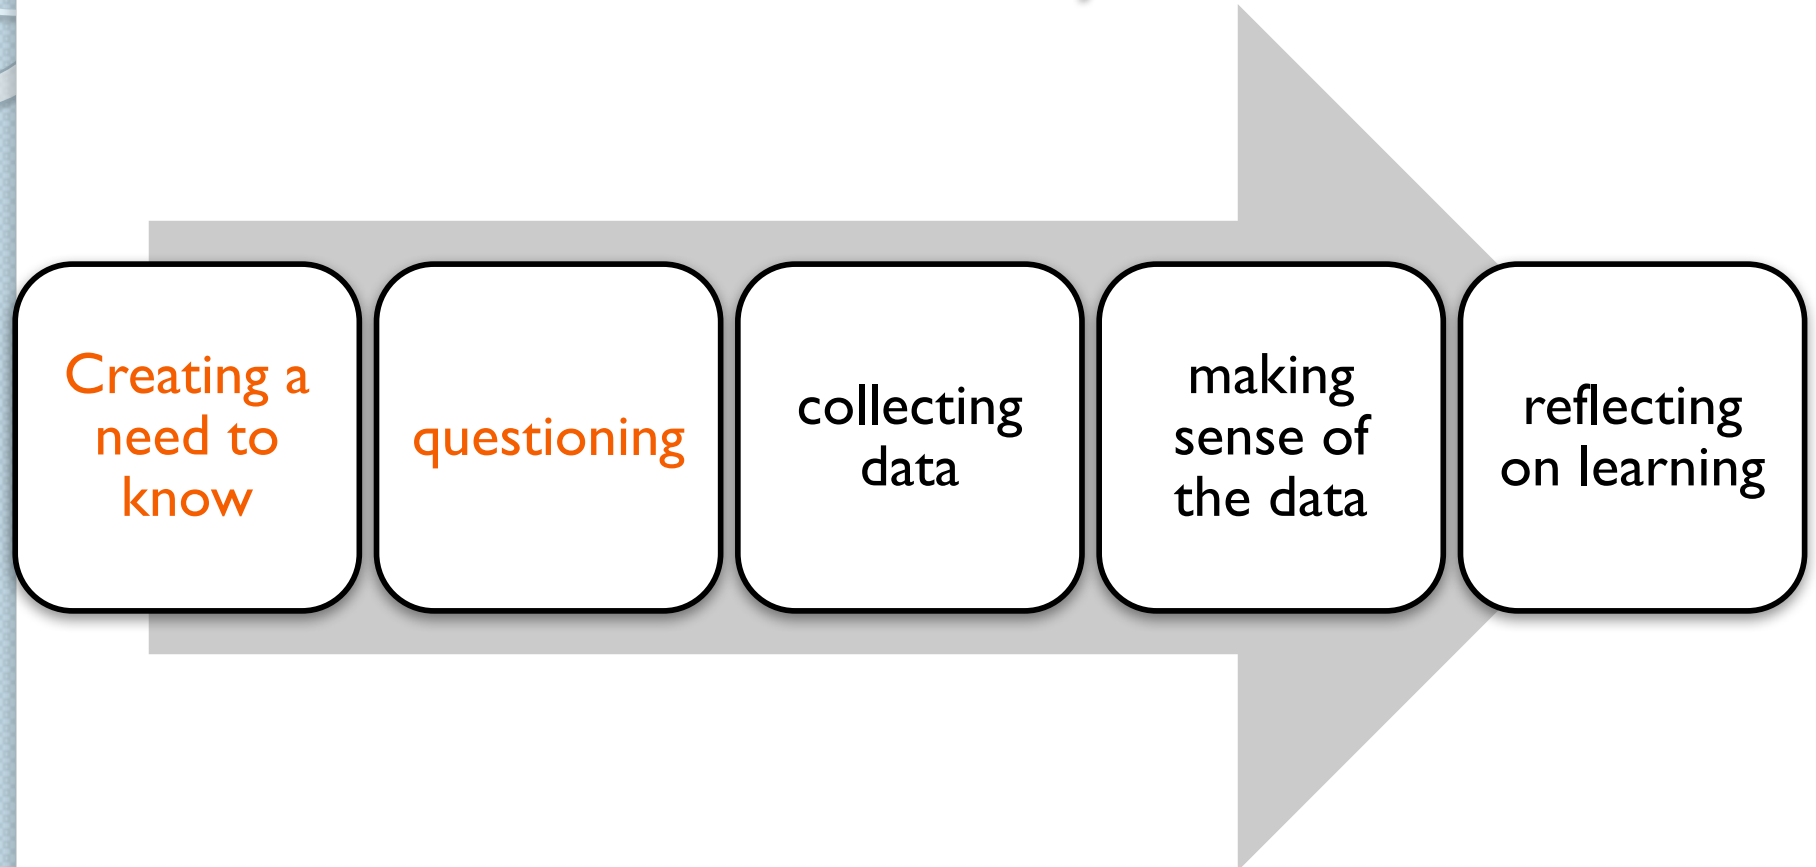 Creating a
need to
know
questioning
collecting
data
making
sense of
the data
reflecting
on learning